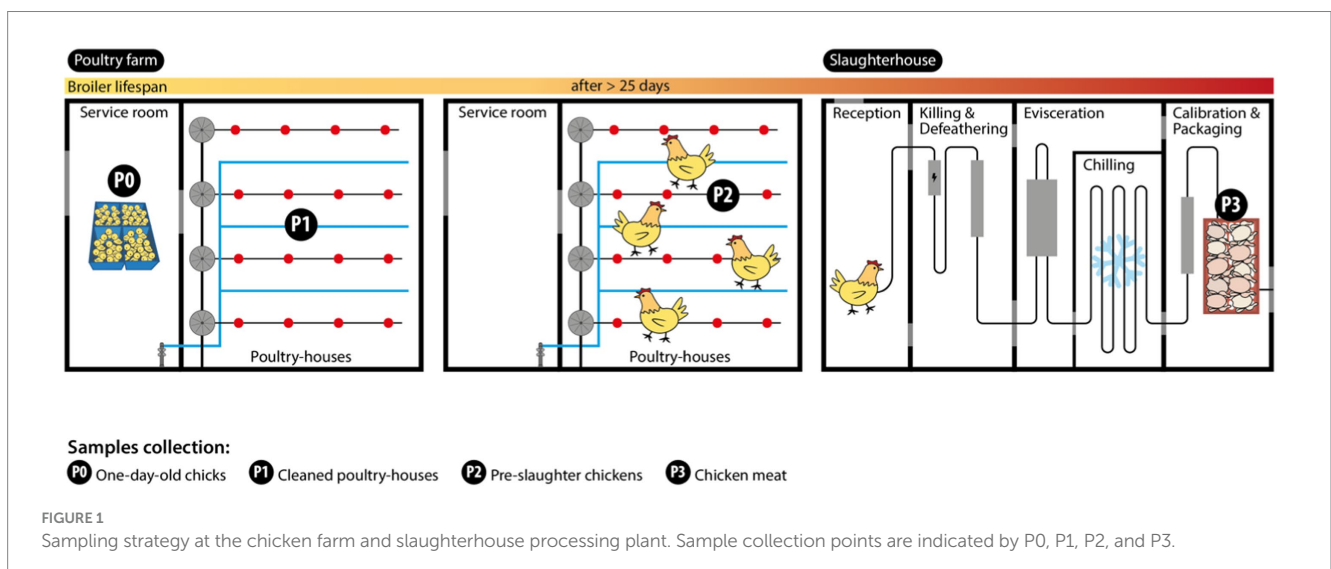 Poultry farm
Slaughterhouse
Broiler lifespan
after > 25 days
Service room
P0
P1
Poultry-houses
Service room
P2
Poultry-houses
Reception
Killing &
Defeathering
Evisceration
Chilling
Calibration &
Packaging
P3
Samples collection:
P0 One-day-old chicks P1 Cleaned poultry-houses P2 Pre-slaughter chickens P3 Chicken meat
FIGURE 1
Sampling strategy at the chicken farm and slaughterhouse processing plant. Sample collection points are indicated by P0, P1, P2, and P3.